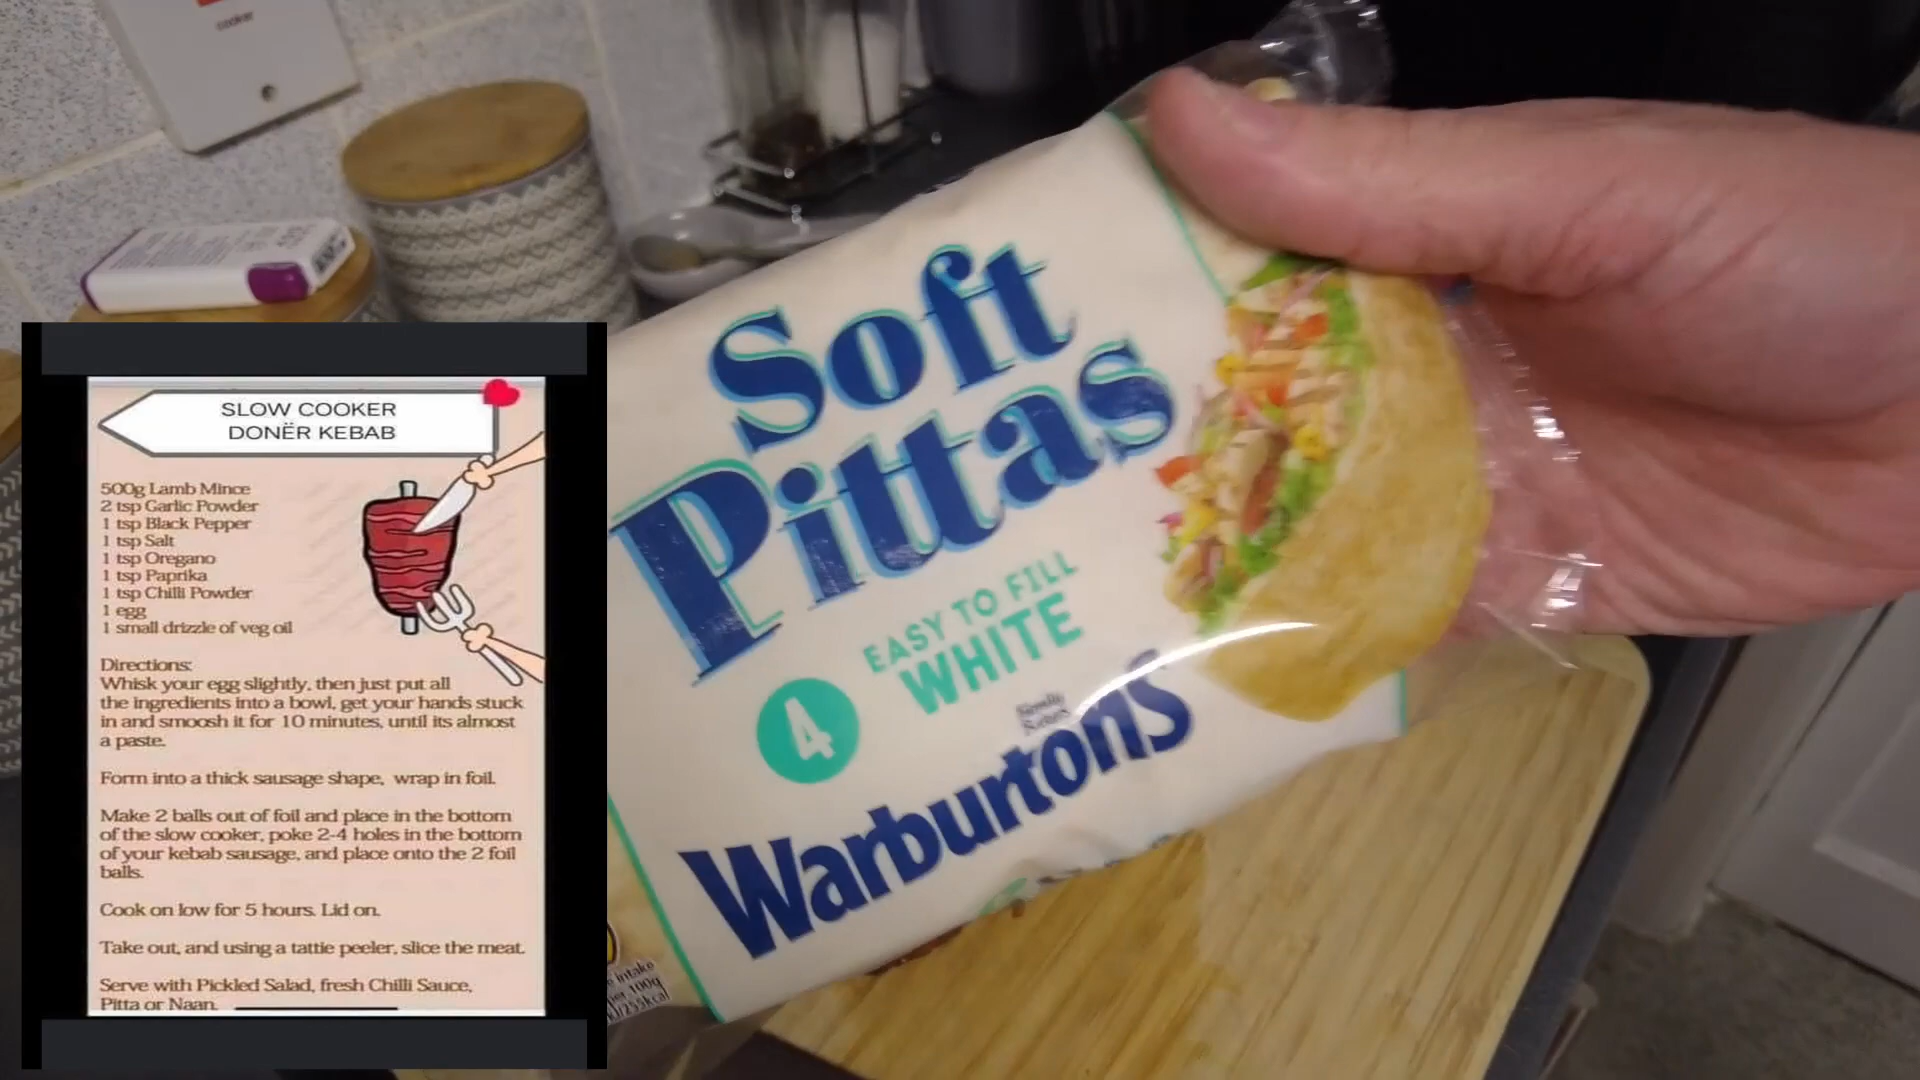 cooker
SLOW COOKER
DONËR KEBAB
500g Lamb Mince
2 tsp Garlic Powder
1 tsp Black Pepper
1 tsp Salt
1 tsp Oregano
1 tsp Paprika
1 tsp Chilli Powder
1 egg
1 small drizzle of veg oil
Directions:
Whisk your egg slightly, then just put all
the ingredients into a bowl, get your hands stuck
in and smoosh it for 10 minutes, until its almost
a paste.
Form into a thick sausage shape, wrap in foil.
Make 2 balls out of foil and place in the bottom
of the slow cooker, poke 2-4 holes in the bottom
of your kebab sausage, and place onto the 2 foil
balls.
Cook on low for 5 hours. Lid on.
Take out, and using a tattie peeler, slice the meat.
Serve with Pickled Salad, fresh Chilli Sauce,
Pitta or Naan.
Soft
Pittas
EASY TO FILL
WHITE
4
Warburtons
intake
per 100g
/255kcal